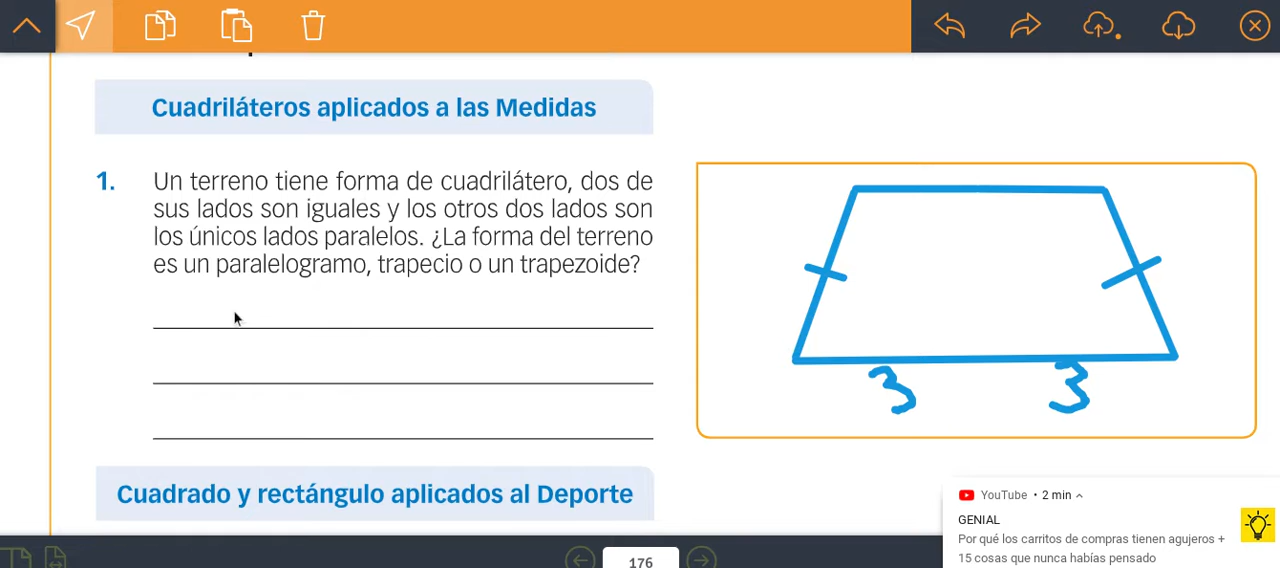 Cuadriláteros aplicados a las Medidas
1. Un terreno tiene forma de cuadrilátero, dos de
sus lados son iguales y los otros dos lados son
los únicos lados paralelos. ¿La forma del terreno
es un paralelogramo, trapecio o un trapezoide?
3 3
Cuadrado y rectángulo aplicados al Deporte
YouTube • 2 min
GENIAL
Por qué los carritos de compras tienen agujeros +
15 cosas que nunca habías pensado
176